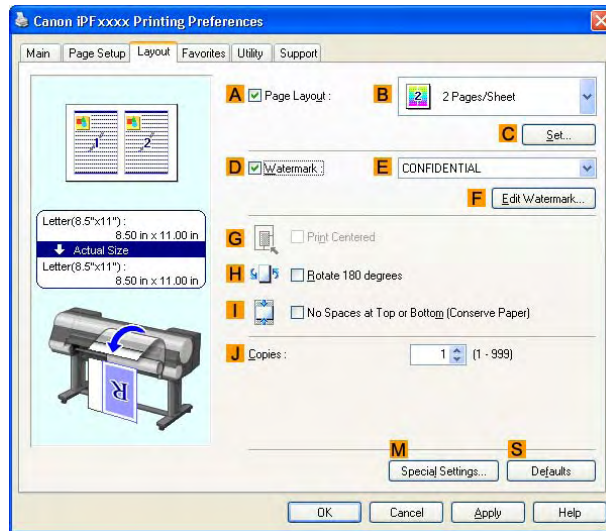 Canon iPFxxxx Printing Preferences
Main Page Setup Layout Favorites Utility Support
A Page Layout : B 2 2 Pages/Sheet
C Set...
1 2
D Watermark : E CONFIDENTIAL
F Edit Watermark...
Letter(8.5"x11") :
8.50 in x 11.00 in
Actual Size
Letter(8.5"x11") :
8.50 in x 11.00 in
G Print Centered
H Rotate 180 degrees
I No Spaces at Top or Bottom (Conserve Paper)
J Copies : 1 (1 - 999)
R
M S
Special Settings... Defaults
OK Cancel Apply Help